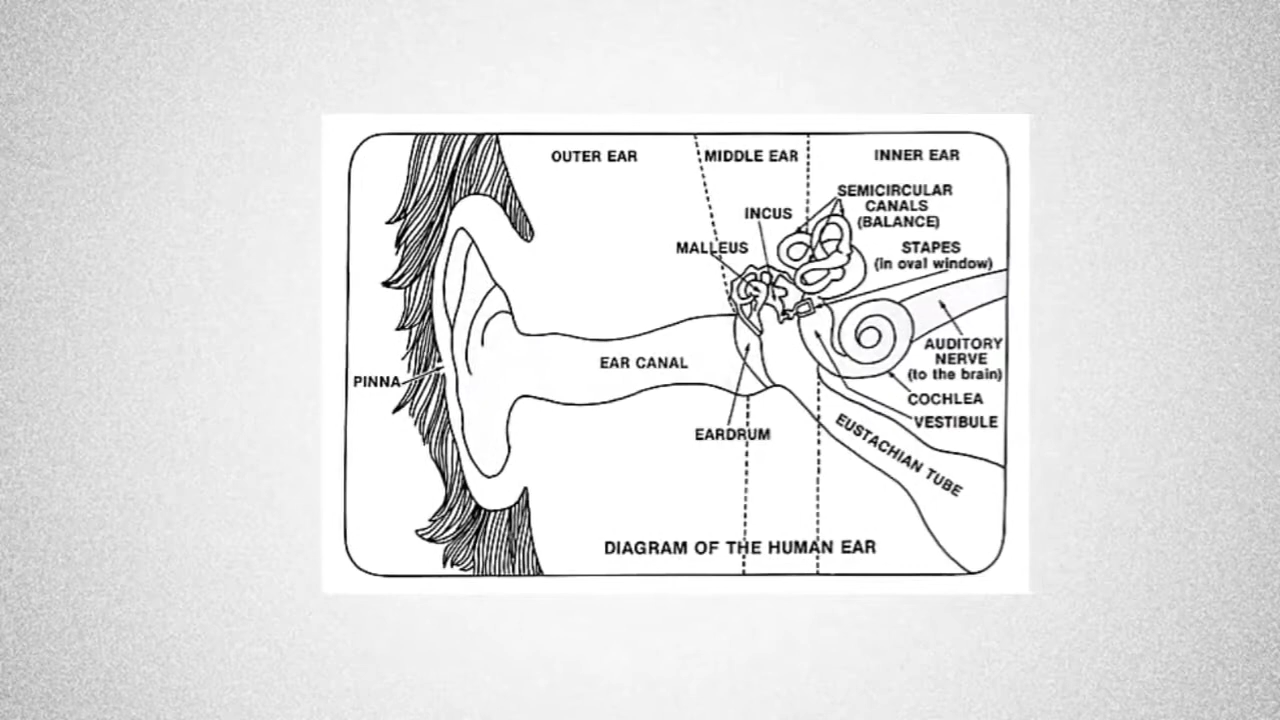 OUTER EAR
MIDDLE EAR
INNER EAR
SEMICIRCULAR
CANALS
(BALANCE)
INCUS
MALLEUS
STAPES
(in oval window)
EAR CANAL
AUDITORY
NERVE
(to the brain)
PINNA
COCHLEA
VESTIBULE
EARDRUM
EUSTACHIAN TUBE
DIAGRAM OF THE HUMAN EAR